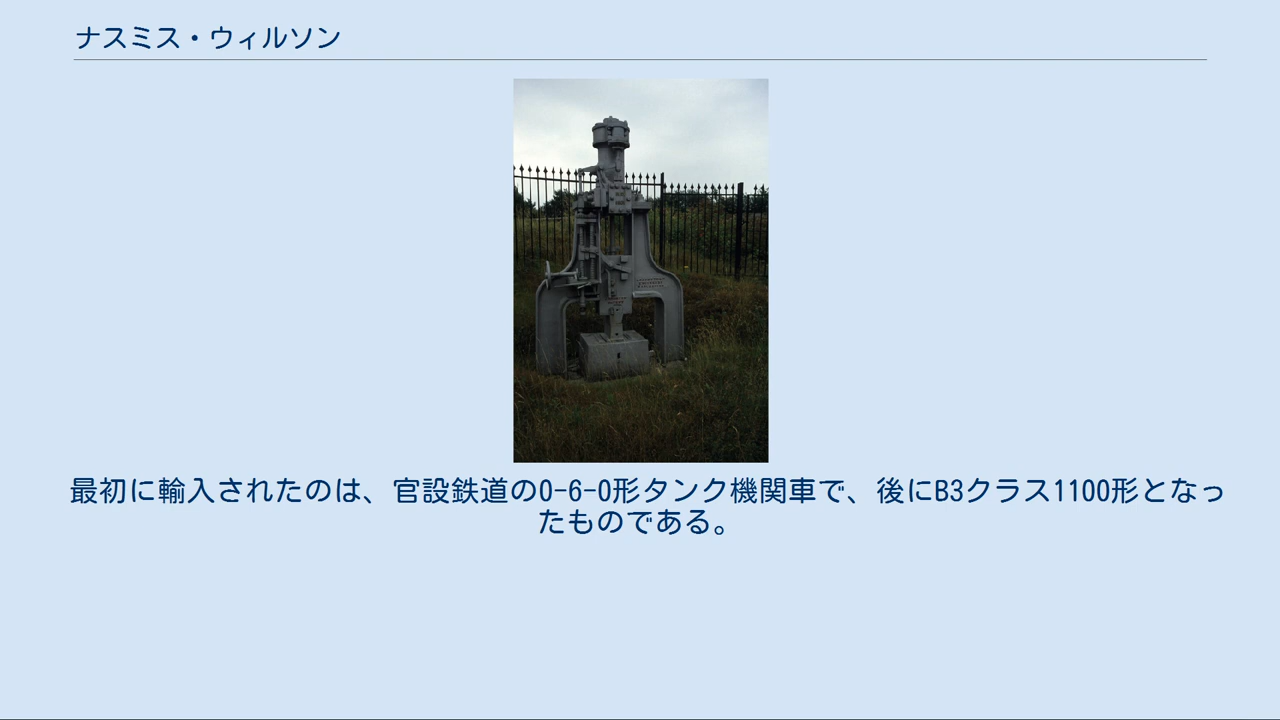 ナスミス・ウィルソン
最初に輸入されたのは、官設鉄道の0-6-0形タンク機関車で、後にB3クラス1100形となっ
たものである。